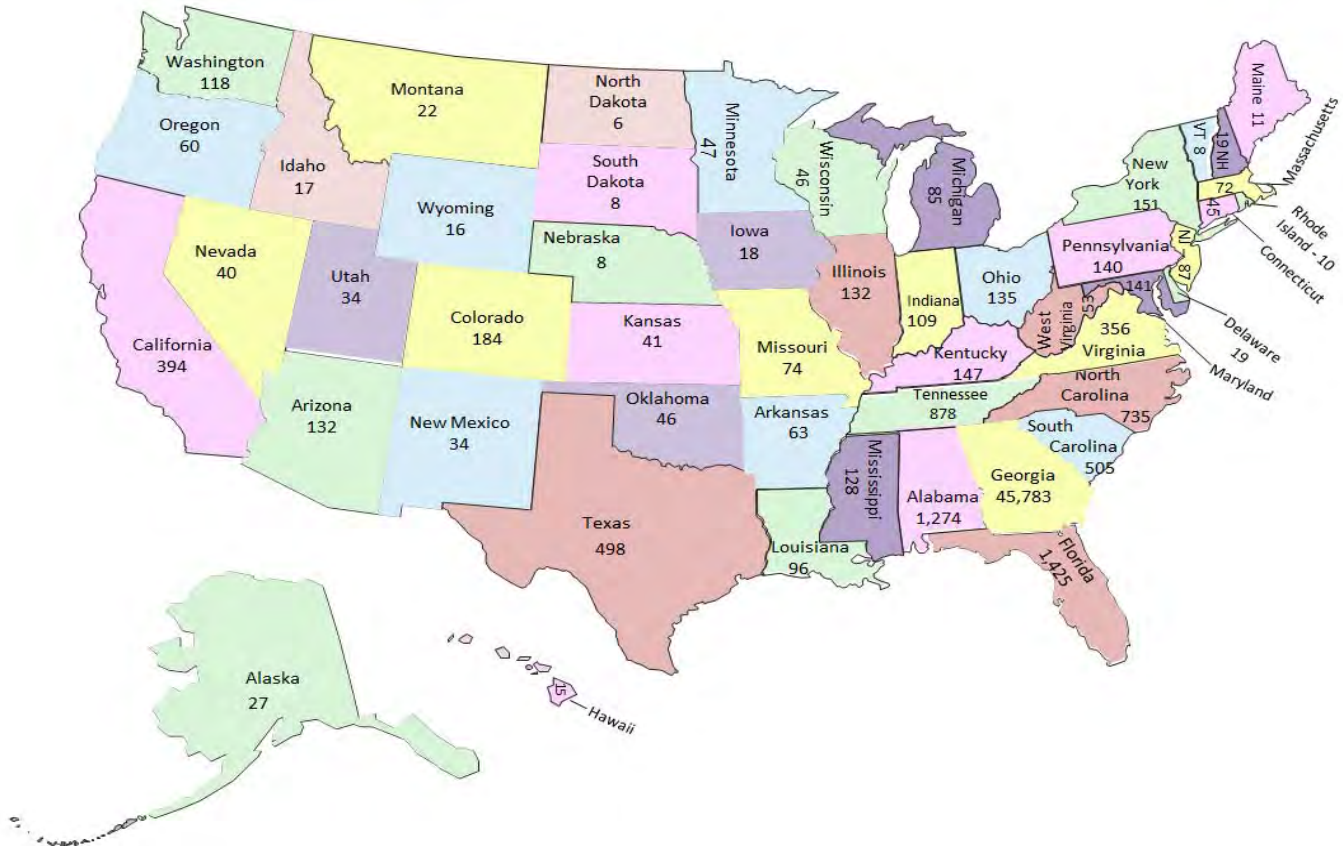 Washington
118
Oregon
60
California
394
Nevada
40
Idaho
17
Montana
22
Wyoming
16
Utah
34
Arizona
132
Colorado
184
New Mexico
34
North
Dakota
6
South
Dakota
8
Nebraska
8
Kansas
41
Oklahoma
46
Texas
498
Minnesota
47
Iowa
18
Missouri
74
Arkansas
63
Louisiana
96
Wisconsin
46
Illinois
132
Michigan
85
Indiana
109
Ohio
135
Kentucky
147
Tennessee
878
Mississippi
128
Alabama
1,274
Georgia
45,783
Florida
1,425
South
Carolina
505
North
Carolina
735
356
Virginia
West
Virginia
53
Pennsylvania
140
New
York
151
VT 8
19 NH
Maine 11
72
Massachusetts
Rhode
Island - 10
45
Connecticut
NJ - 87
141
Delaware
19
Maryland
Alaska
27
15
Hawaii